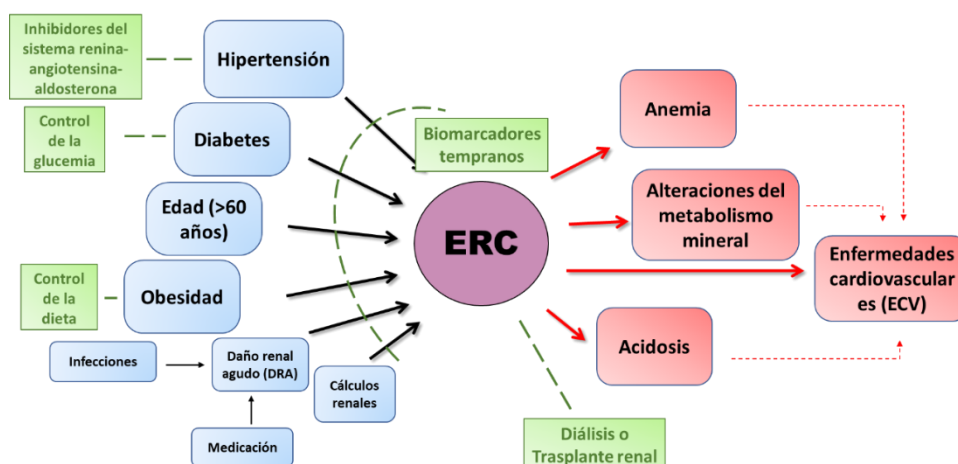 Inhibidores del
sistema renina-
angiotensina-
aldosterona
Hipertensión
Control
de la
glucemia
Diabetes
Edad (>60
años)
Control
de la
dieta
Obesidad
Infecciones
Daño renal
agudo (DRA)
Cálculos
renales
Medicación
Biomarcadores
tempranos
ERC
Diálisis o
Trasplante renal
Anemia
Alteraciones del
metabolismo
mineral
Enfermedades
cardiovascular
es (ECV)
Acidosis